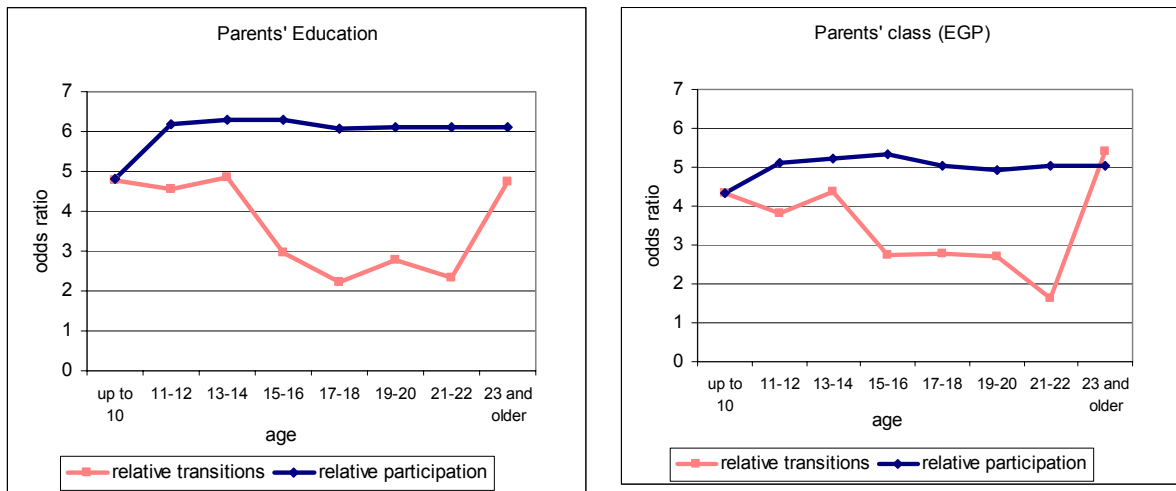 Parents' Education
7
6
5
4
3
2
1
0
odds ratio
up to
10
11-12
13-14
15-16
17-18
19-20
21-22
23 and
older
age
relative transitions
relative participation
Parents' class (EGP)
7
6
5
4
3
2
1
0
odds ratio
up to
10
11-12
13-14
15-16
17-18
19-20
21-22
23 and
older
age
relative transitions
relative participation